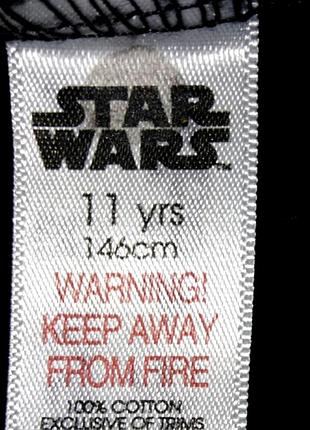 STAR
WARS
11 yrs
146cm
WARNING!
KEEP AWAY
FROM FIRE
100% COTTON
EXCLUSIVE OF TRIMS